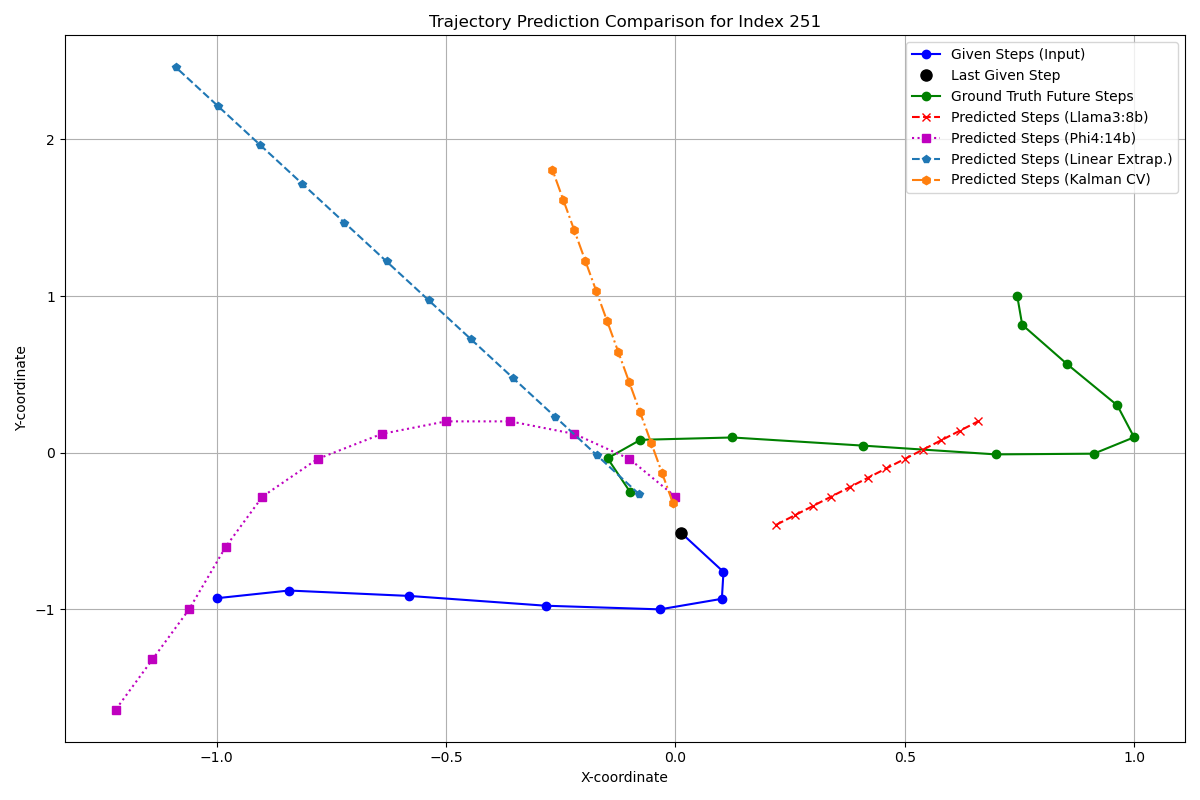 Trajectory Prediction Comparison for Index 251
Given Steps (Input)
Last Given Step
Ground Truth Future Steps
Predicted Steps (Llama3:8b)
Predicted Steps (Phi4:14b)
Predicted Steps (Linear Extrap.)
Predicted Steps (Kalman CV)
Y-coordinate
2
1
0
−1
−1.0
−0.5
0.0
0.5
1.0
X-coordinate